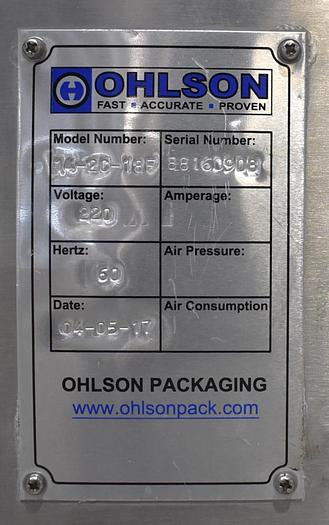 OHLSON
FAST ▪ ACCURATE ▪ PROVEN
Model Number: Serial Number:
Voltage: Amperage:
220
Hertz: Air Pressure:
60
Date: Air Consumption
04-05-17
OHLSON PACKAGING
www.ohlsonpack.com